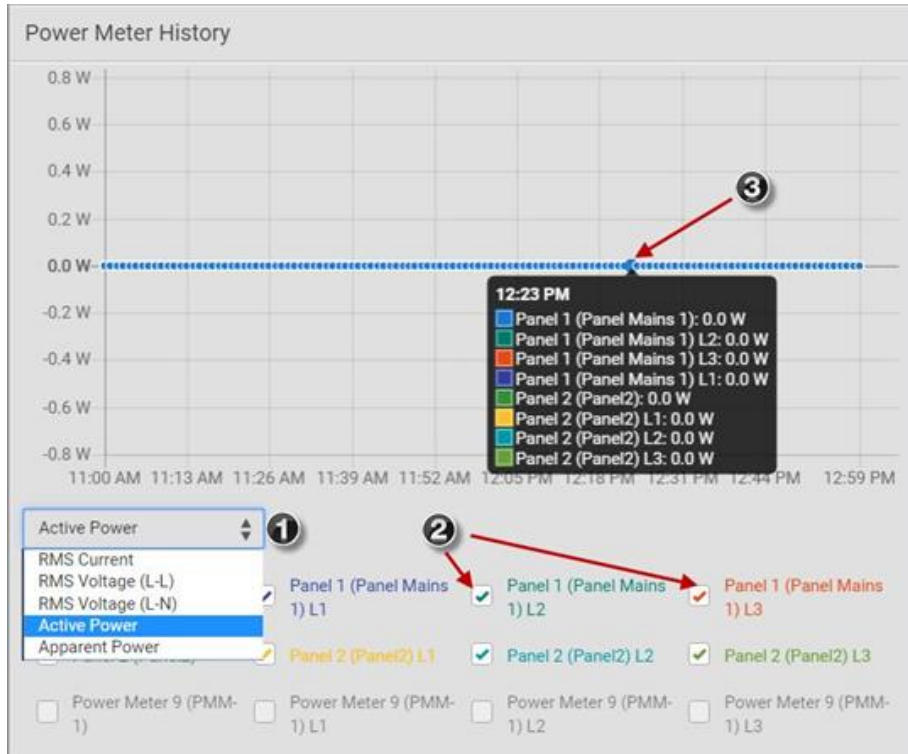 Power Meter History
0.8 W
0.6 W
0.4 W
3
0.2 W
0.0 W
12:23 PM
-0.2 W
Panel 1 (Panel Mains 1): 0.0 W
Panel 1 (Panel Mains 1) L2: 0.0 W
Panel 1 (Panel Mains 1) L3: 0.0 W
-0.4 W
Panel 1 (Panel Mains 1) L1: 0.0 W
Panel 2 (Panel2): 0.0 W
-0.6 W
Panel 2 (Panel2) L1: 0.0 W
Panel 2 (Panel2) L2: 0.0 W
Panel 2 (Panel2) L3: 0.0 W
-0.8 W
11:00 AM 11:13 AM 11:26 AM 11:39 AM 11:52 AM 12:05 PM 12:18 PM 12:31 PM 12:44 PM 12:59 PM
Active Power
1
2
RMS Current
RMS Voltage (L-L)
RMS Voltage (L-N)
Active Power
Apparent Power
Panel 1 (Panel Mains
1) L1
Panel 1 (Panel Mains
1) L2
Panel 1 (Panel Mains
1) L3
Panel 2 (Panel2) L1
Panel 2 (Panel2) L2
Panel 2 (Panel2) L3
Power Meter 9 (PMM-
1)
Power Meter 9 (PMM-
1) L1
Power Meter 9 (PMM-
1) L2
Power Meter 9 (PMM-
1) L3